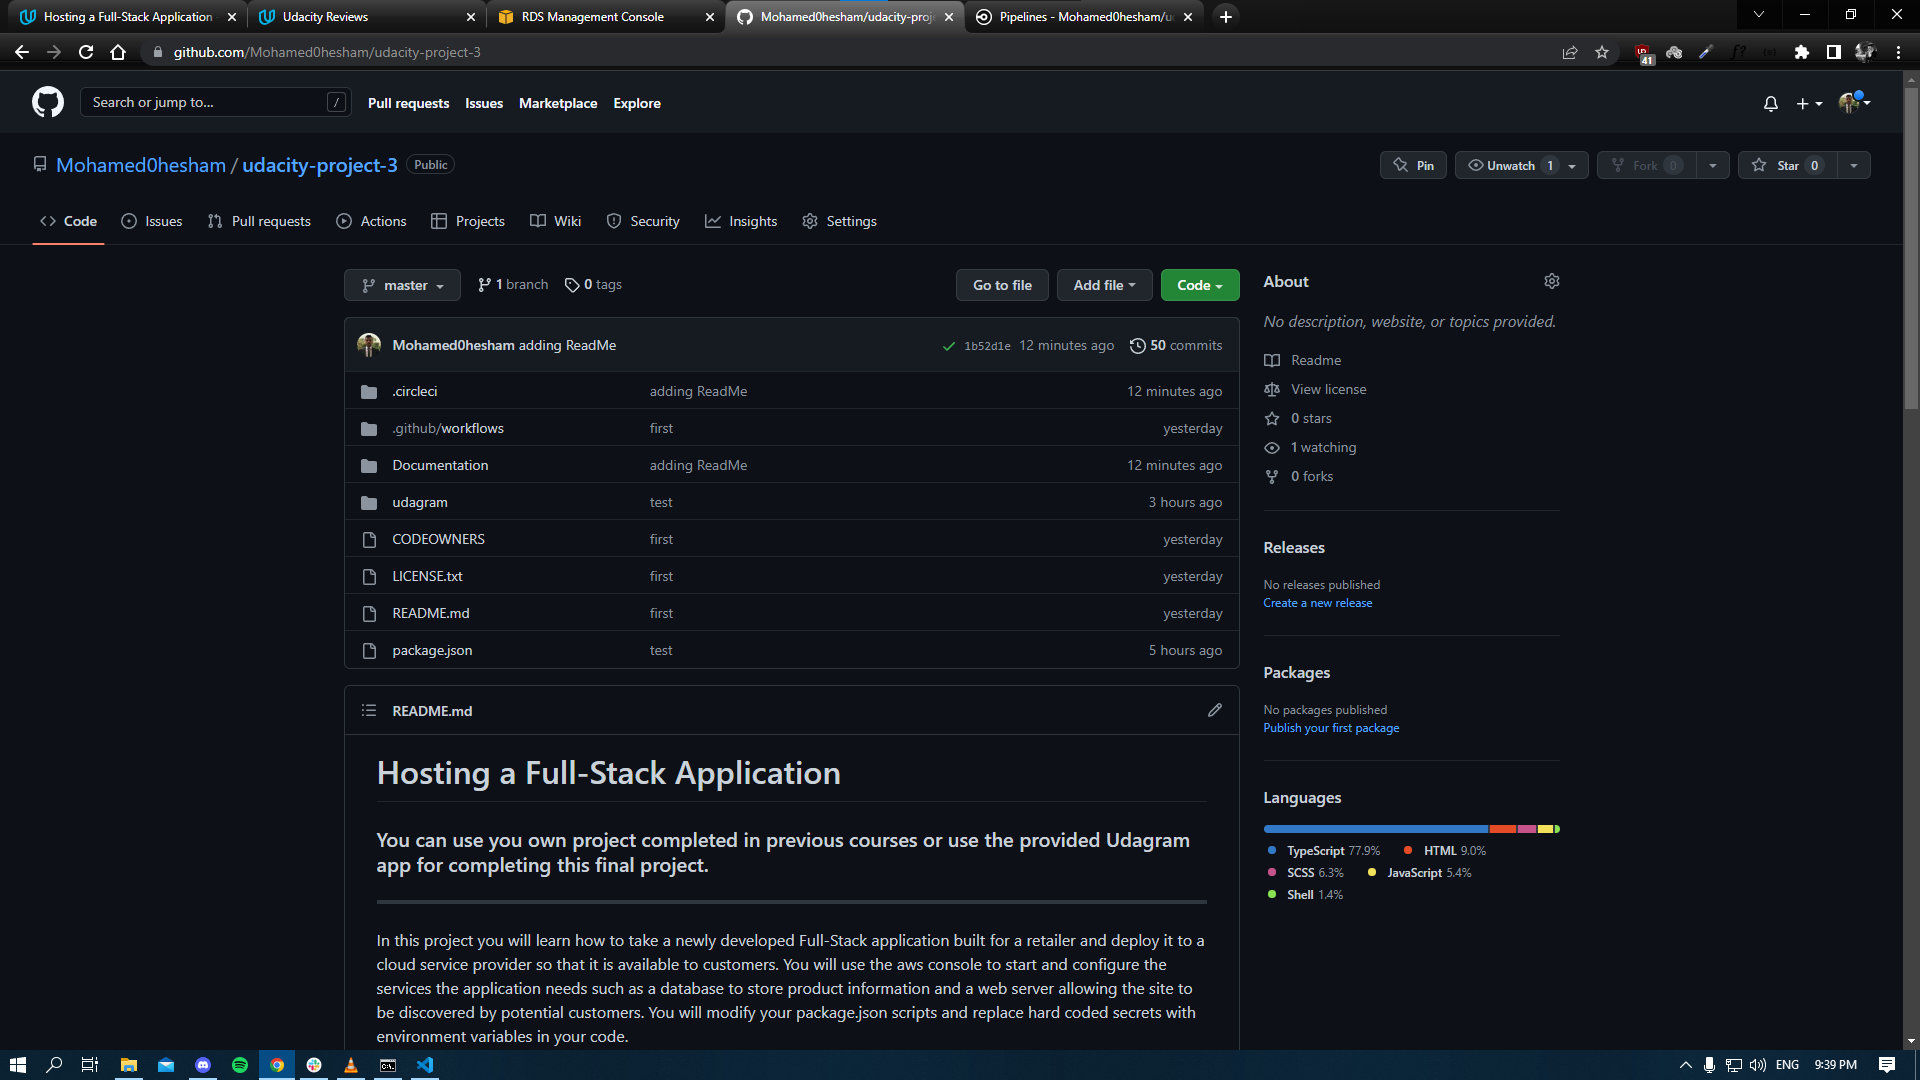 Hosting a Full-Stack Application
Udacity Reviews
RDS Management Console
Mohamed0hesham/udacity-proje
Pipelines - Mohamed0hesham/u
github.com/Mohamed0hesham/udacity-project-3
41
Search or jump to...
/
Pull requests
Issues
Marketplace
Explore
Mohamed0hesham / udacity-project-3
Public
Pin
Unwatch 1
Fork 0
Star 0
Code
Issues
Pull requests
Actions
Projects
Wiki
Security
Insights
Settings
master
1 branch
0 tags
Go to file
Add file
Code
Mohamed0hesham adding ReadMe
1b52d1e 12 minutes ago
50 commits
.circleci adding ReadMe 12 minutes ago
.github/workflows first yesterday
Documentation adding ReadMe 12 minutes ago
udagram test 3 hours ago
CODEOWNERS first yesterday
LICENSE.txt first yesterday
README.md first yesterday
package.json test 5 hours ago
README.md
Hosting a Full-Stack Application
You can use you own project completed in previous courses or use the provided Udagram
app for completing this final project.
In this project you will learn how to take a newly developed Full-Stack application built for a retailer and deploy it to a
cloud service provider so that it is available to customers. You will use the aws console to start and configure the
services the application needs such as a database to store product information and a web server allowing the site to
be discovered by potential customers. You will modify your package.json scripts and replace hard coded secrets with
environment variables in your code.
About
No description, website, or topics provided.
Readme
View license
0 stars
1 watching
0 forks
Releases
No releases published
Create a new release
Packages
No packages published
Publish your first package
Languages
TypeScript 77.9%
HTML 9.0%
SCSS 6.3%
JavaScript 5.4%
Shell 1.4%
ENG
9:39 PM